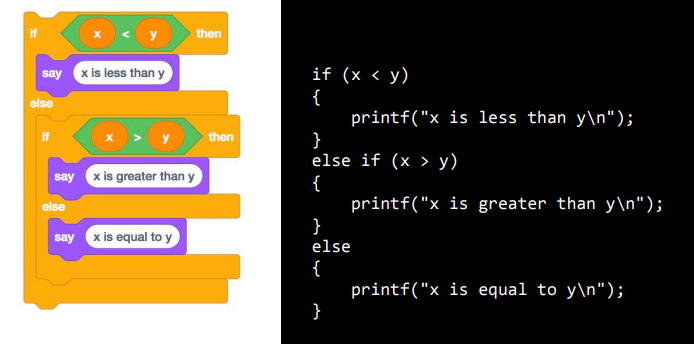 if x < y then
say x is less than y
else
if x > y then
say x is greater than y
else
say x is equal to y
if (x < y)
{
    printf("x is less than y\n");
}
else if (x > y)
{
    printf("x is greater than y\n");
}
else
{
    printf("x is equal to y\n");
}